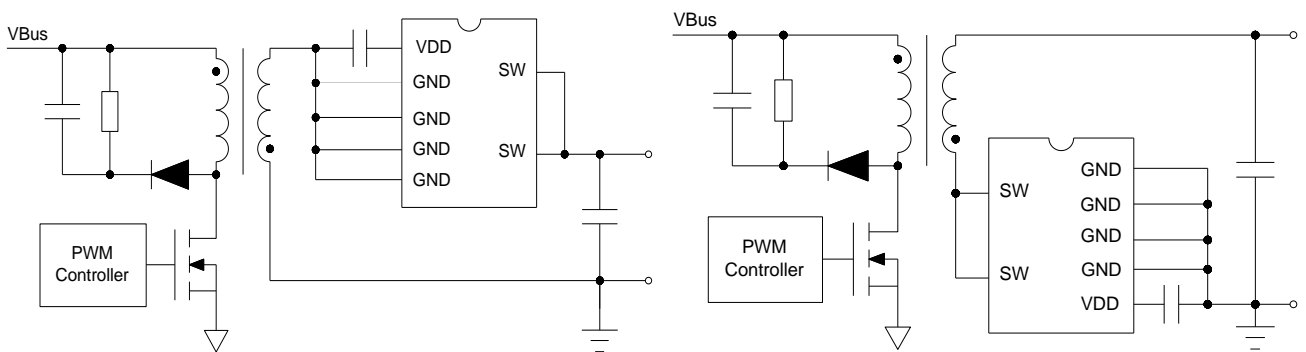 VBus
VDD
GND
GND
GND
GND
SW
SW
PWM
Controller
VBus
SW
SW
GND
GND
GND
GND
VDD
PWM
Controller